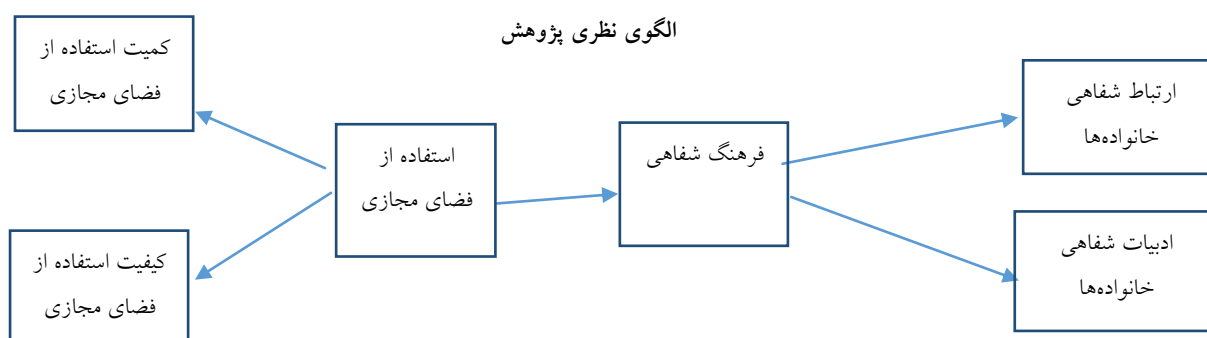 الگوی نظری پژوهش
ارتباط شفاهی
خانواده‌ها
ادبیات شفاهی
خانواده‌ها
فرهنگ شفاهی
استفاده از
فضای مجازی
کمیت استفاده از
فضای مجازی
کیفیت استفاده از
فضای مجازی